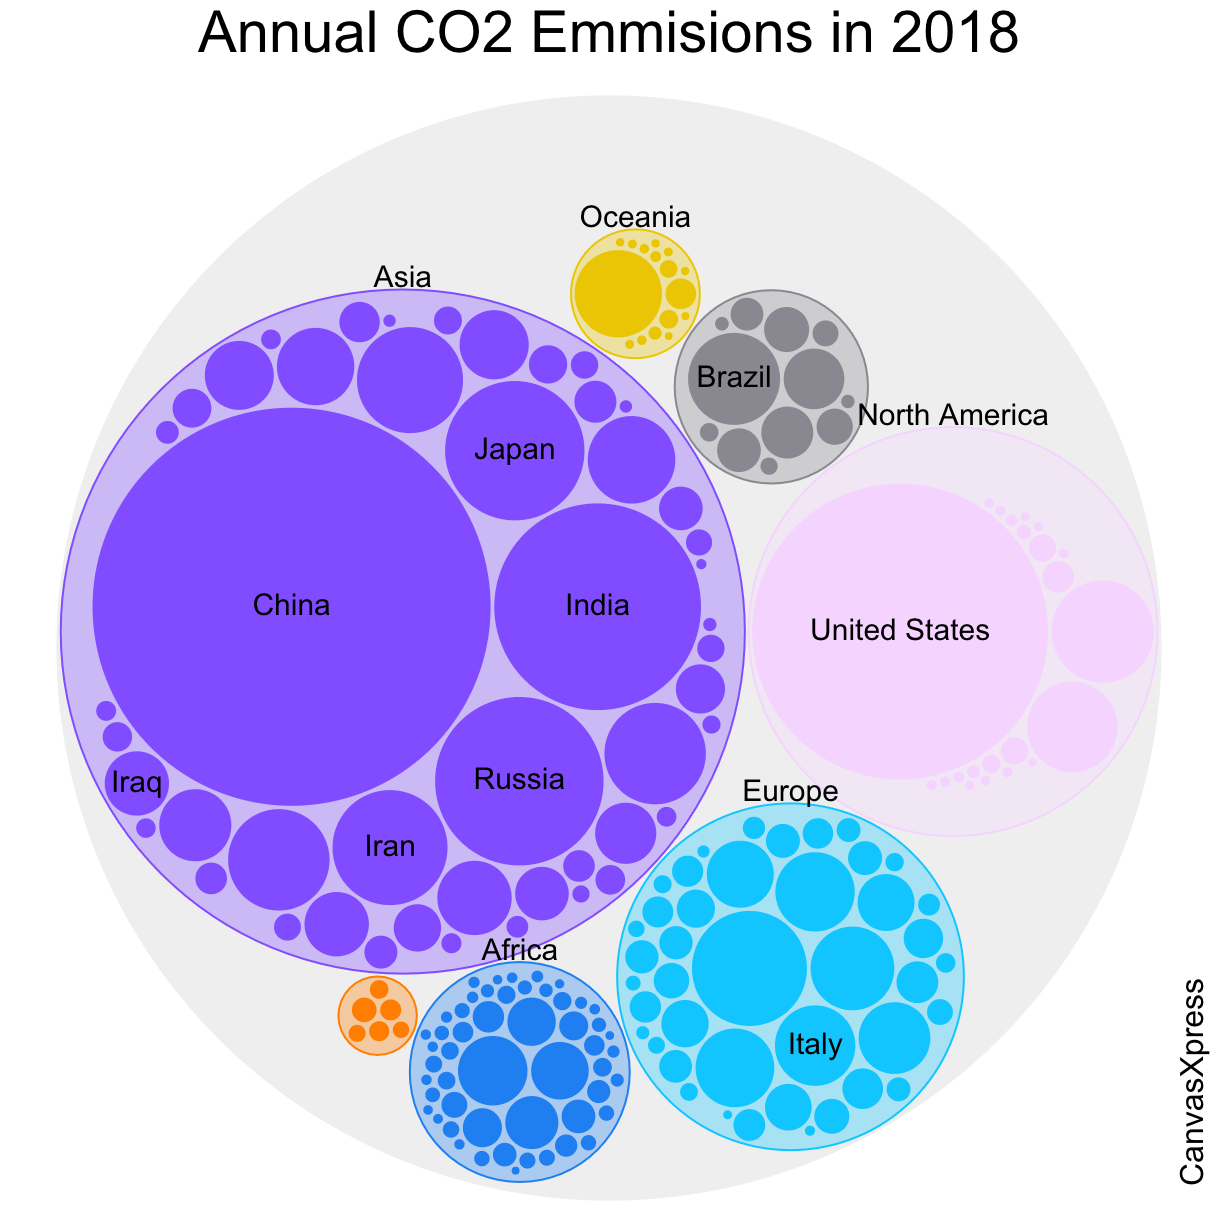 Annual CO2 Emmisions in 2018
Oceania
Asia
Brazil
North America
Japan
China
India
United States
Russia
Iraq
Europe
Iran
Africa
Italy
CanvasXpress